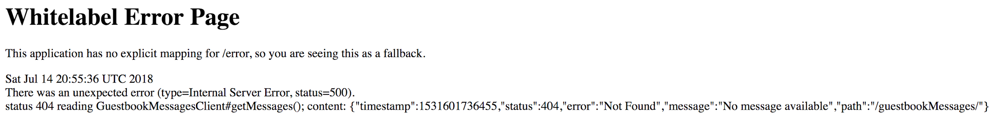 Whitelabel Error Page
This application has no explicit mapping for /error, so you are seeing this as a fallback.
Sat Jul 14 20:55:36 UTC 2018
There was an unexpected error (type=Internal Server Error, status=500).
status 404 reading GuestbookMessagesClient#getMessages(); content: {"timestamp":1531601736455,"status":404,"error":"Not Found","message":"No message available","path":"/guestbookMessages/"}